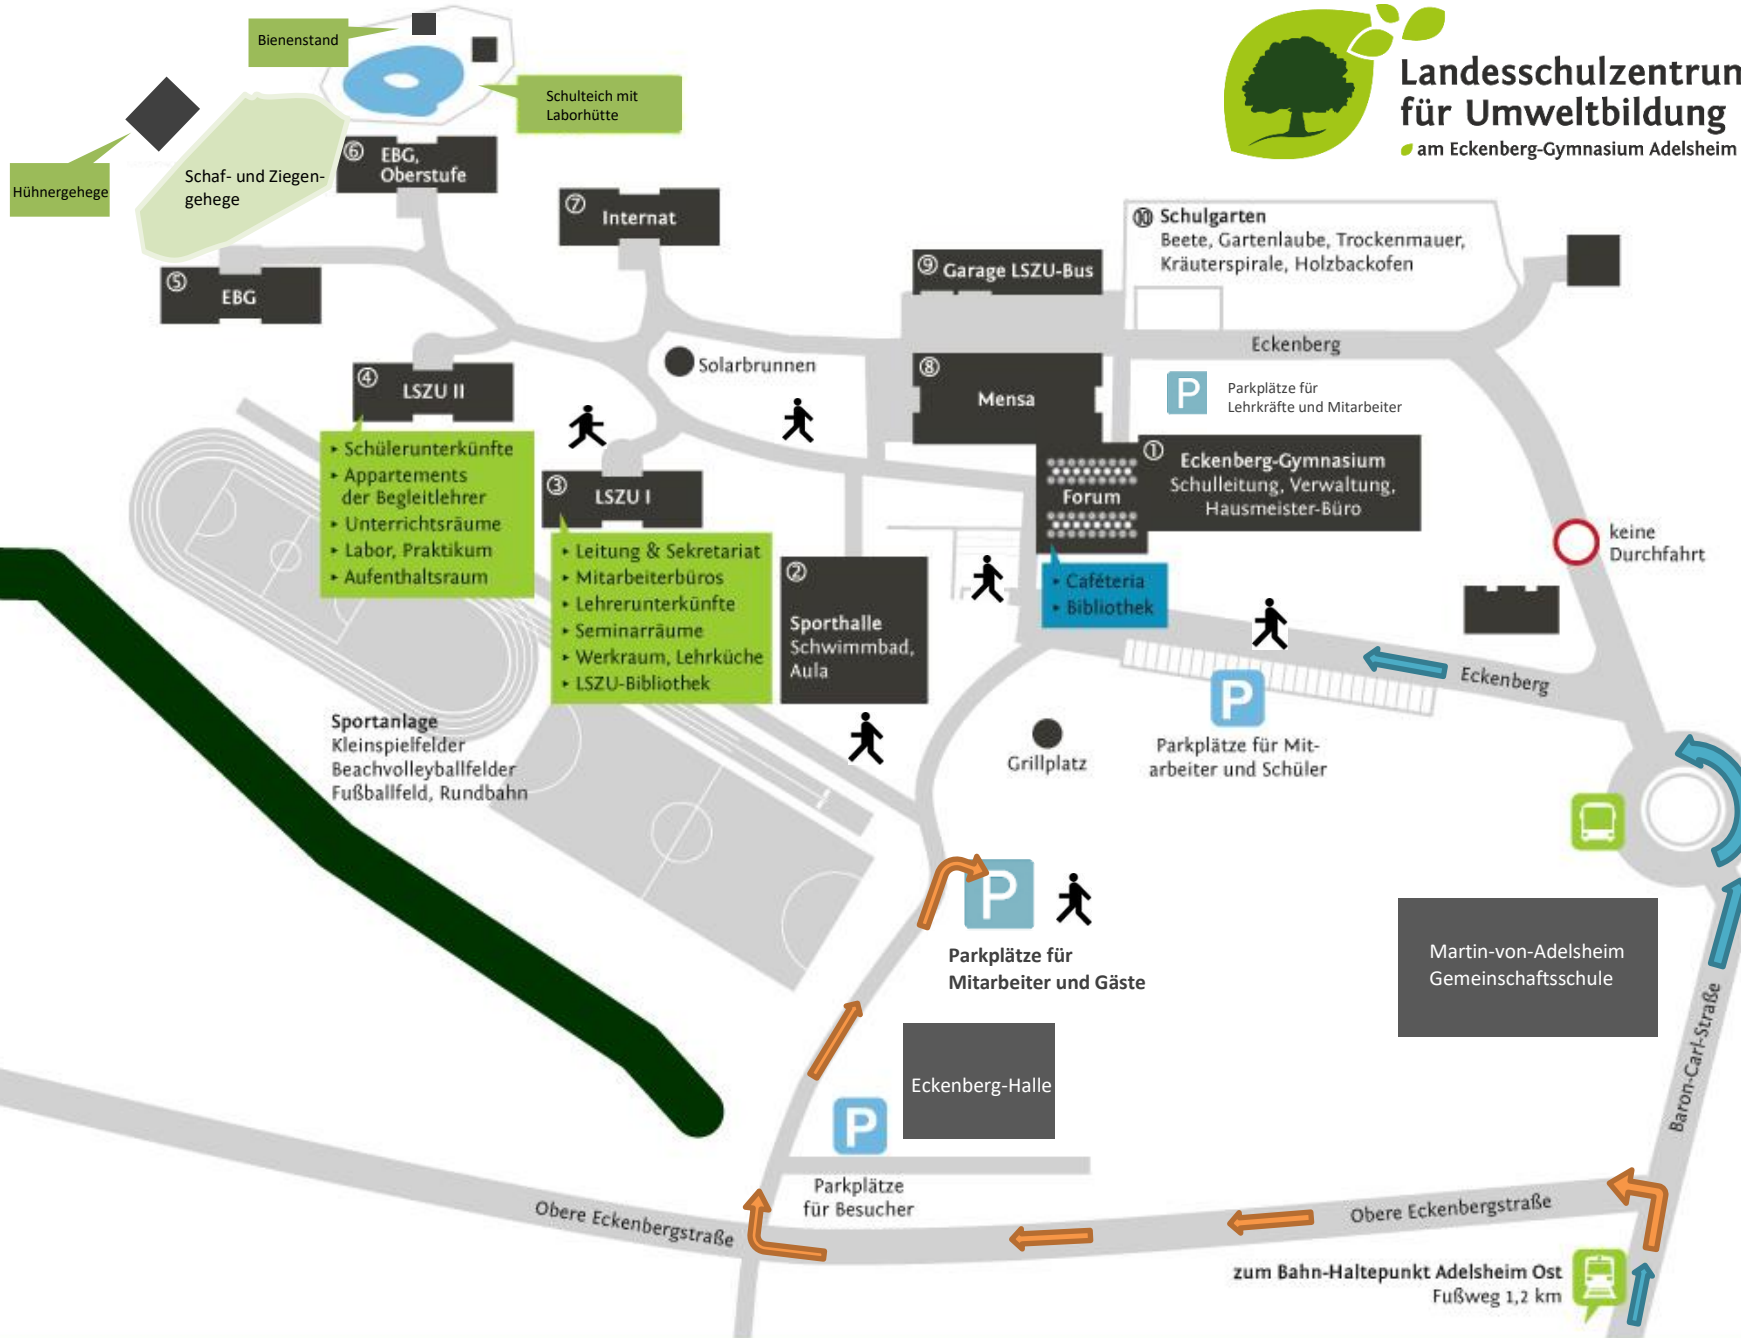 Bienenstand
Schulteich mit
Laborhütte
Hühnergehege
Schaf- und Ziegen-
gehege
Landesschulzentrum
für Umweltbildung
am Eckenberg-Gymnasium Adelsheim
⑥ EBG,
Oberstufe
⑦ Internat
⑤ EBG
⑨ Garage LSZU-Bus
⑩ Schulgarten
Beete, Gartenlaube, Trockenmauer,
Kräuterspirale, Holzbackofen
Eckenberg
Solarbrunnen
④ LSZU II
▸ Schülerunterkünfte
▸ Appartements
der Begleitlehrer
▸ Unterrichtsräume
▸ Labor, Praktikum
▸ Aufenthaltsraum
⑧ Mensa
P
Parkplätze für
Lehrkräfte und Mitarbeiter
③ LSZU I
▸ Leitung & Sekretariat
▸ Mitarbeiterbüros
▸ Lehrerunterkünfte
▸ Seminarräume
▸ Werkraum, Lehrküche
▸ LSZU-Bibliothek
Forum
① Eckenberg-Gymnasium
Schulleitung, Verwaltung,
Hausmeister-Büro
▸ Caféteria
▸ Bibliothek
keine
Durchfahrt
② Sporthalle
Schwimmbad,
Aula
Eckenberg
Sportanlage
Kleinspielfelder
Beachvolleyballfelder
Fußballfeld, Rundbahn
Grillplatz
P
Parkplätze für Mit-
arbeiter und Schüler
P
Parkplätze für
Mitarbeiter und Gäste
Martin-von-Adelsheim
Gemeinschaftsschule
Baron-Carl-Straße
Eckenberg-Halle
P
Parkplätze
für Besucher
Obere Eckenbergstraße
Obere Eckenbergstraße
zum Bahn-Haltepunkt Adelsheim Ost
Fußweg 1,2 km